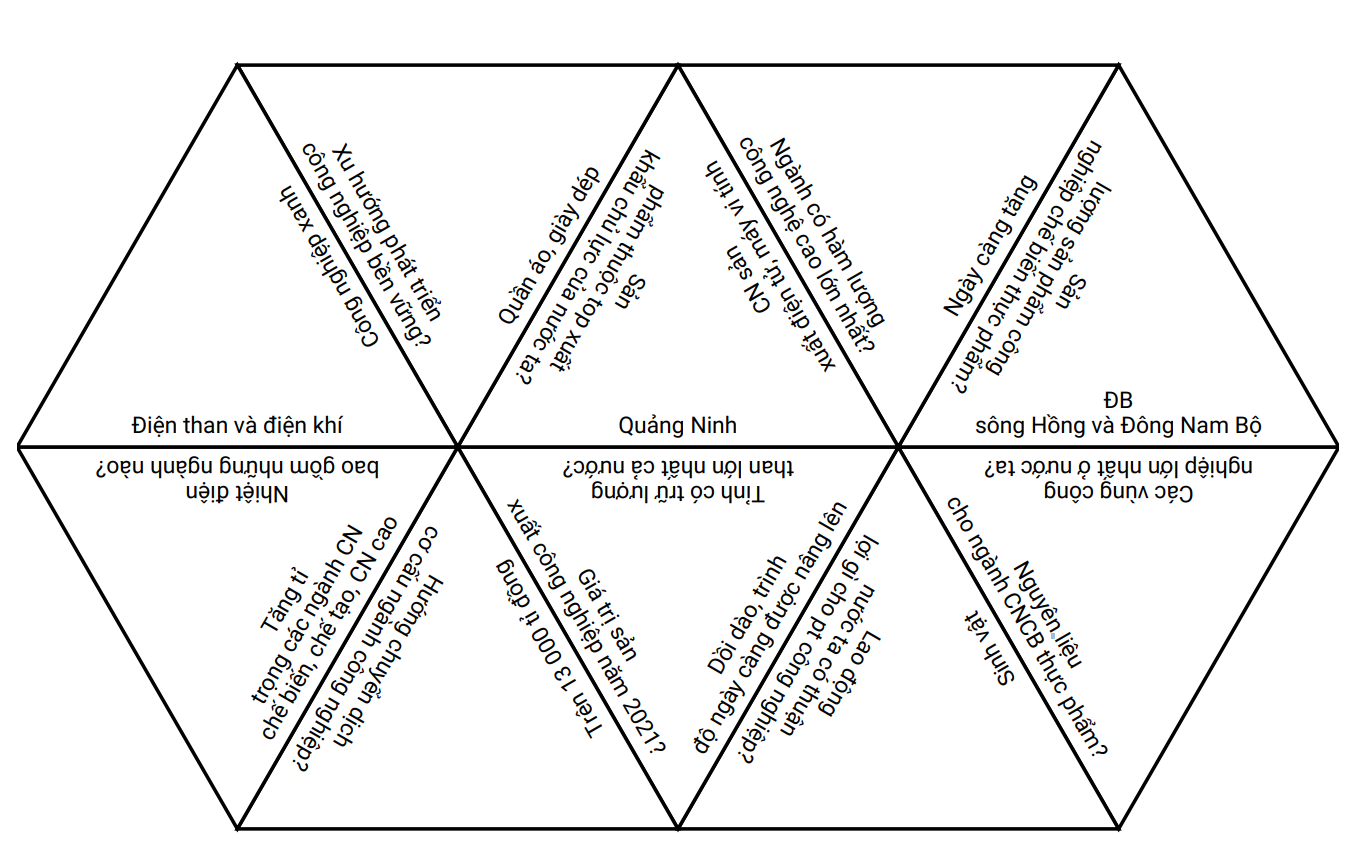 Xu hướng phát triển
công nghiệp bền vững?
Công nghiệp xanh
Quần áo, giày dép
Sản
phẩm thuộc top xuất
khẩu chủ lực của nước ta?
Ngành có hàm lượng
công nghệ cao lớn nhất?
CN sản
xuất điện tử, máy vi tính
Ngày càng tăng
Sản
lượng sản phẩm công
nghiệp chế biến thực phẩm?
Điện than và điện khí
Quảng Ninh
ĐB
sông Hồng và Đông Nam Bộ
Nhiệt điện
bao gồm những ngành nào?
Tỉnh có trữ lượng
than lớn nhất cả nước?
Các vùng công
nghiệp lớn nhất ở nước ta?
Tăng tỉ
trọng các ngành CN
chế biến, chế tạo, CN cao
Hướng chuyển dịch
cơ cấu ngành công nghiệp?
Giá trị sản
xuất công nghiệp năm 2021?
Trên 13 000 tỉ đồng
Dồi dào, trình
độ ngày càng được nâng lên
Lao động
nước ta có thuận
lợi gì cho pt công nghiệp?
Nguyên liệu
cho ngành CNCB thực phẩm?
Sinh vật